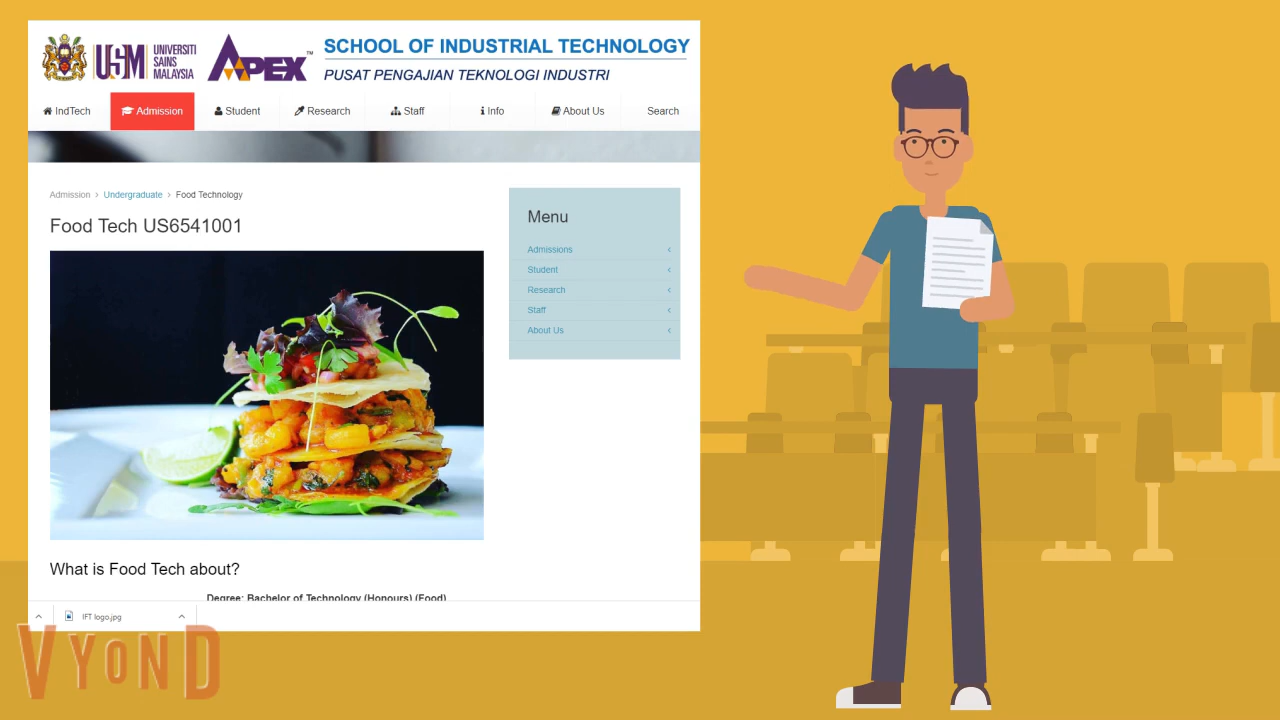 USM
UNIVERSITI
SAINS
MALAYSIA
APEX™
SCHOOL OF INDUSTRIAL TECHNOLOGY
PUSAT PENGAJIAN TEKNOLOGI INDUSTRI
IndTech
Admission
Student
Research
Staff
Info
About Us
Search
Admission > Undergraduate > Food Technology
Food Tech US6541001
Menu
Admissions
Student
Research
Staff
About Us
What is Food Tech about?
Degree: Bachelor of Technology (Honours) (Food)
IFT logo.jpg
VYOND